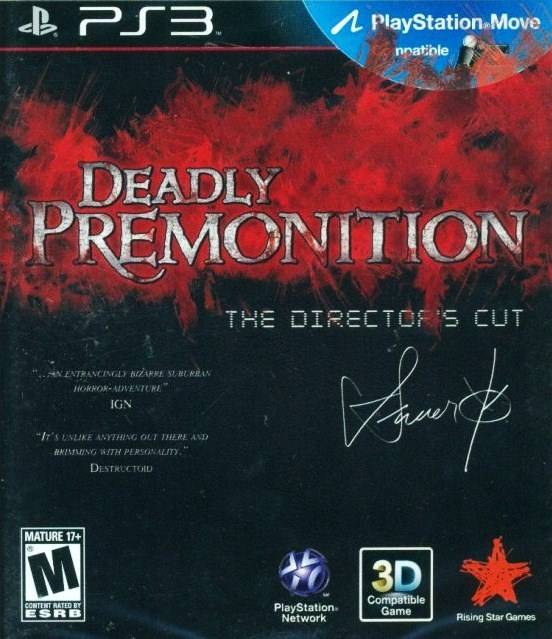 PS3
PlayStation®Move
mpatible
DEADLY
PREMONITION
THE DIRECTOR'S CUT
"...AN ENTRANCINGLY BIZARRE SUBURBAN
HORROR-ADVENTURE"
IGN
"IT'S UNLIKE ANYTHING OUT THERE AND
BRIMMING WITH PERSONALITY."
DESTRUCTOID
MATURE 17+
M
CONTENT RATED BY
ESRB
PlayStation®
Network
3D
Compatible
Game
Rising Star Games